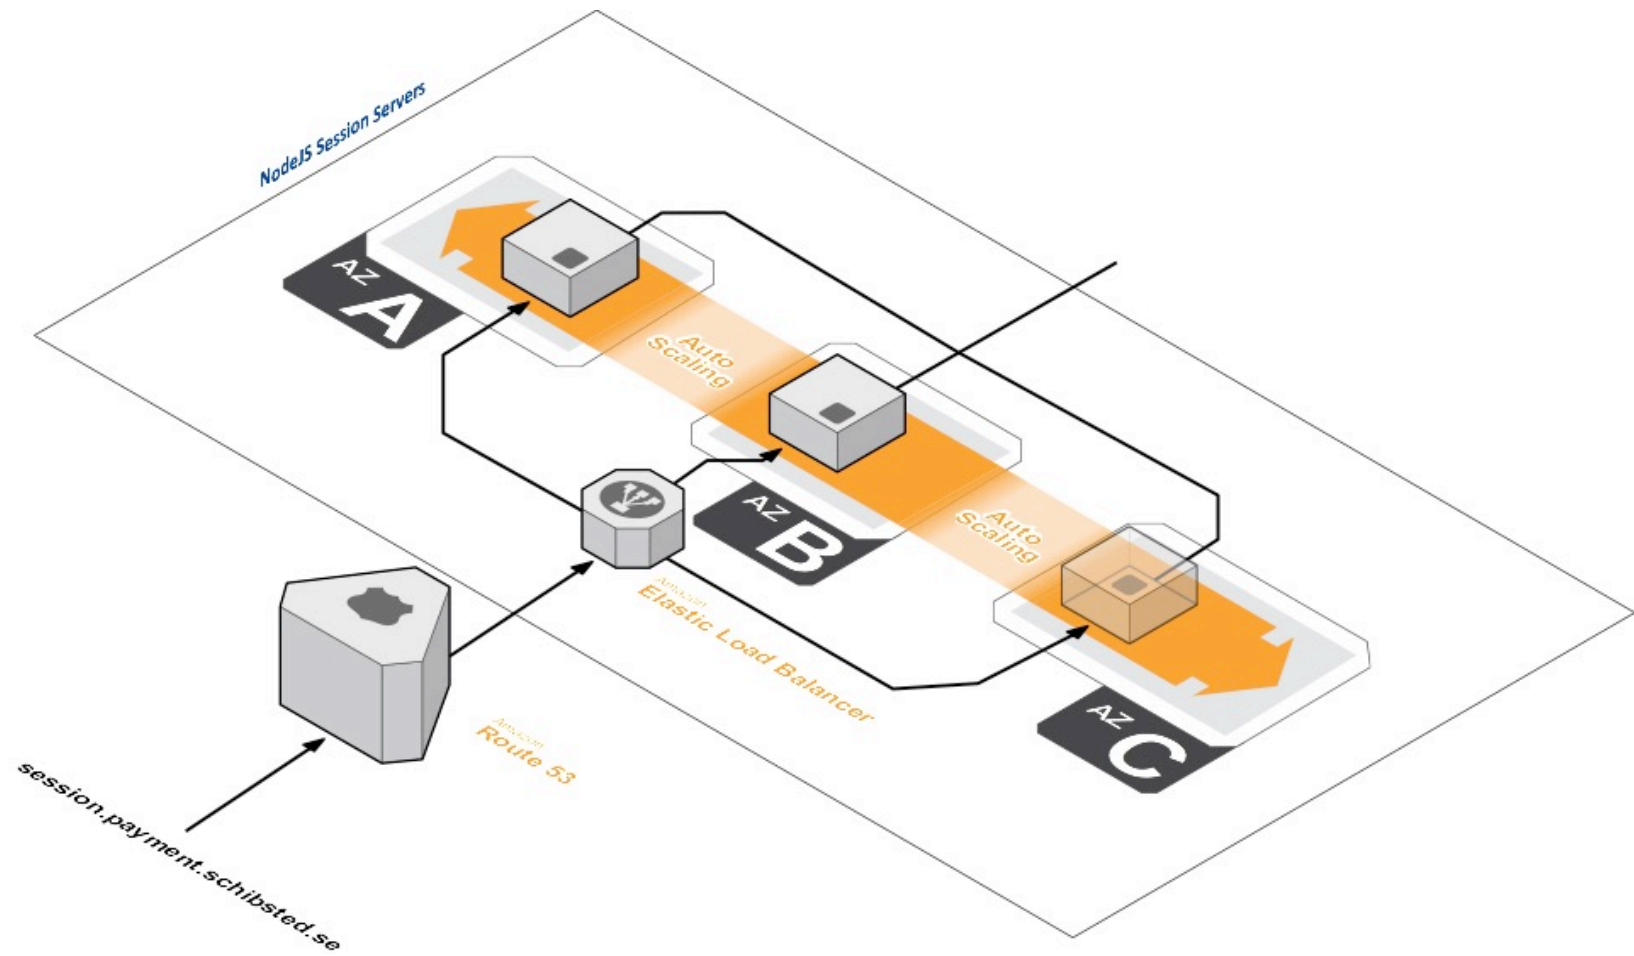 NodeJS Session Servers
AZ
A
Auto
Scaling
AZ
B
Auto
Scaling
AZ
C
Amazon
Elastic Load Balancer
Amazon
Route 53
session.payment.schibsted.se